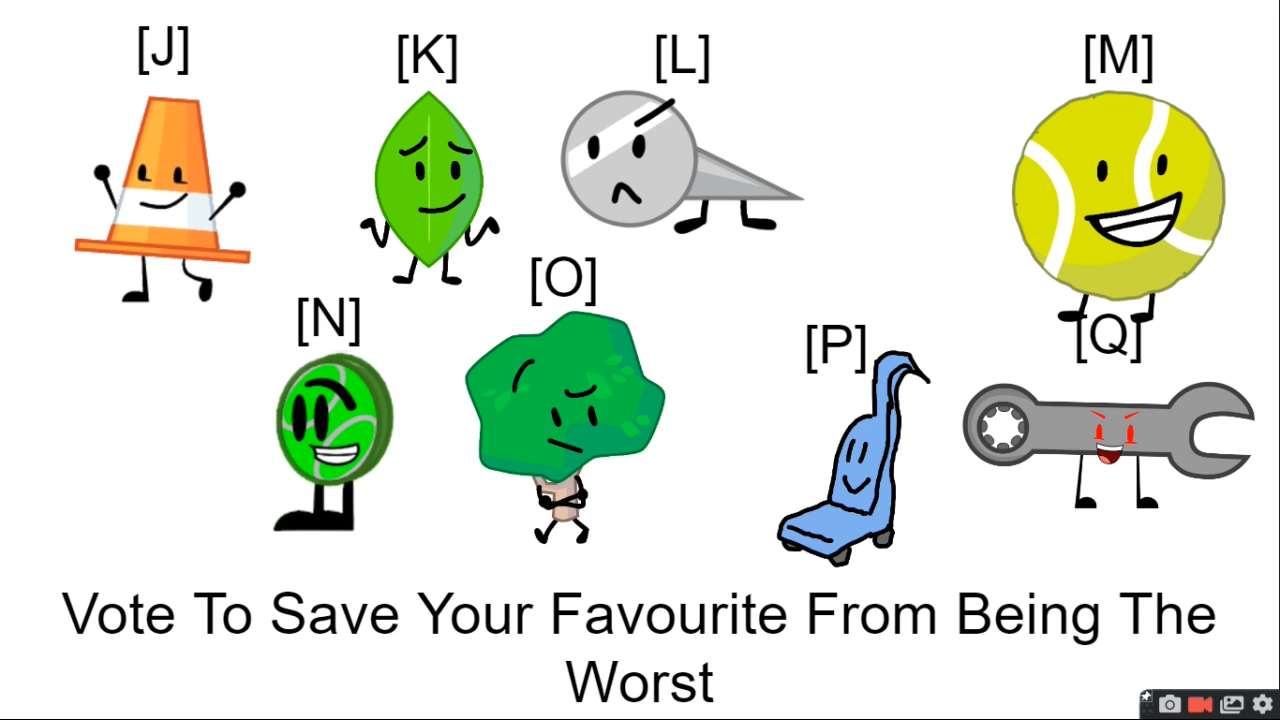 [J]
[K]
[L]
[M]
[N]
[O]
[P]
[Q]
Vote To Save Your Favourite From Being The
Worst